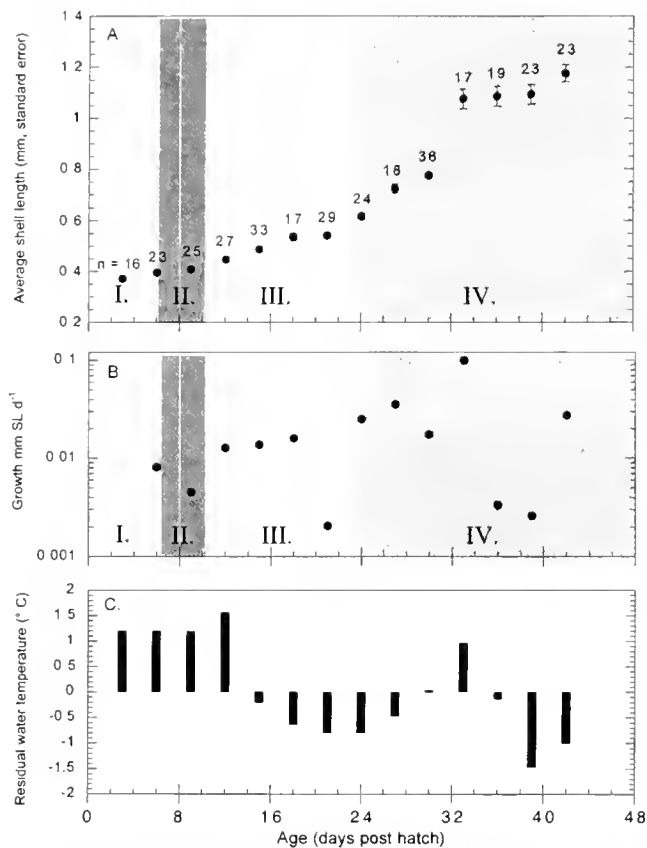 A
Average shell length (mm, standard error)
1 4
1.2
1
0.8
0.6
0 4
0 2
n = 16
23
25
27
33
17
29
24
18
36
17
19
23
23
I.
II.
III.
IV.
B
Growth mm SL d-1
0 1
0 01
0 001
I.
II.
III.
IV.
C.
Residual water temperature (° C)
2
1 5
1
0 5
0
-0.5
-1
-1.5
-2
0
8
16
24
32
40
48
Age (days post hatch)